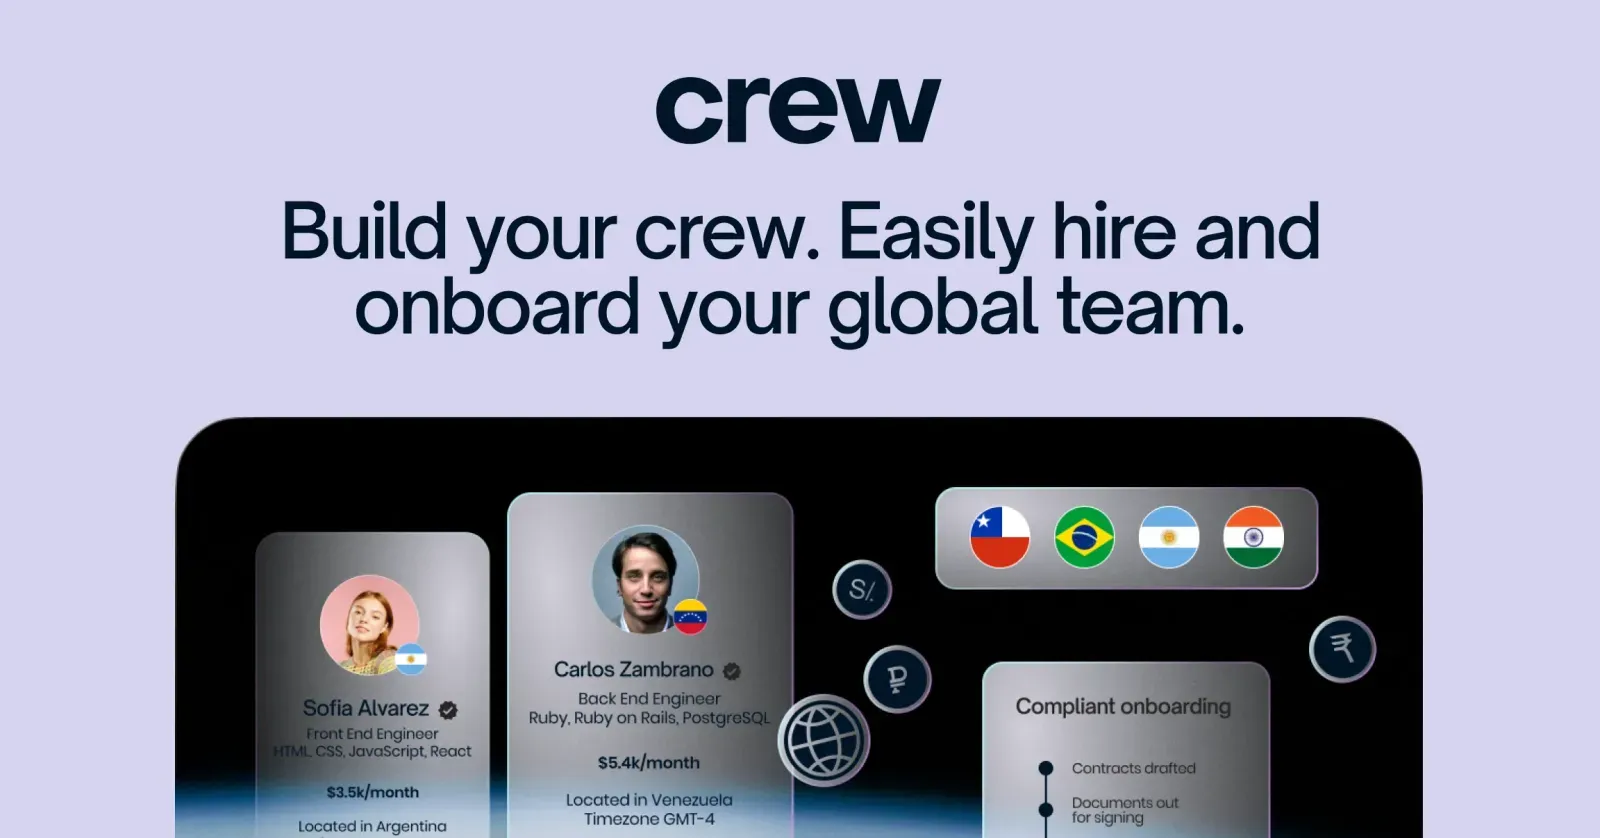 crew
Build your crew. Easily hire and
onboard your global team.
Sofia Alvarez
Front End Engineer
HTML, CSS, JavaScript, React
$3.5k/month
Located in Argentina
Carlos Zambrano
Back End Engineer
Ruby, Ruby on Rails, PostgreSQL
$5.4k/month
Located in Venezuela
Timezone GMT-4
S/.
₽
₹
Compliant onboarding
Contracts drafted
Documents out
for signing